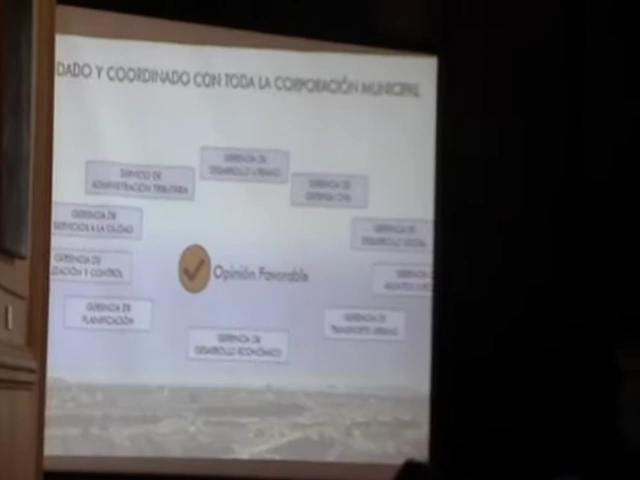 DADO Y COORDINADO CON TODA LA CORPORACIÓN MUNICIPAL
GERENCIA DE
DESARROLLO URBANO
SERVICIO DE
ADMINISTRACIÓN TRIBUTARIA
GERENCIA DE
DEFENSA CIVIL
GERENCIA DE
SERVICIOS A LA CIUDAD
GERENCIA DE
DESARROLLO SOCIAL
GERENCIA DE
IZACIÓN Y CONTROL
Opinión Favorable
GERENCIA
GERENCIA DE
PLANIFICACIÓN
GERENCIA DE
TRANSPORTE URBANO
GERENCIA DE
DESARROLLO ECONÓMICO